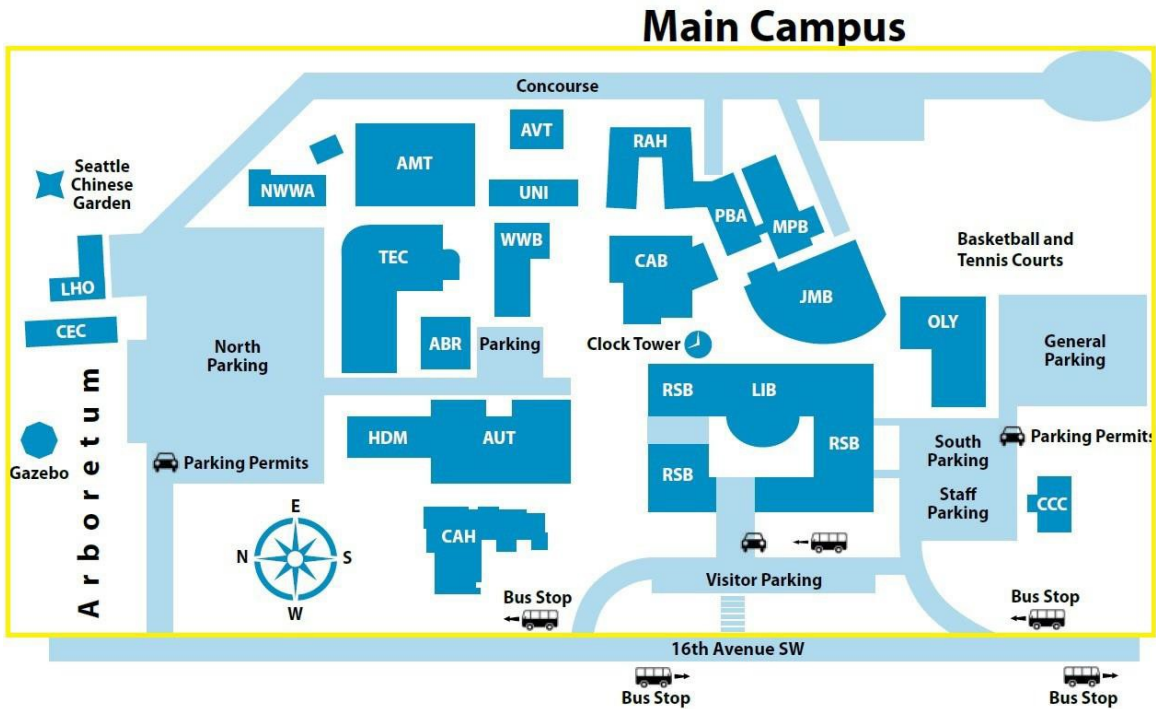 Main Campus
Concourse
AVT
RAH
AMT
Seattle
Chinese
Garden
NWWA
UNI
PBA
MPB
WWB
TEC
CAB
Basketball and
Tennis Courts
LHO
JMB
CEC
OLY
North
Parking
ABR
Parking
Clock Tower
General
Parking
RSB
LIB
Arboretum
HDM
AUT
RSB
South
Parking
Parking Permits
Gazebo
Parking Permits
RSB
Staff
Parking
CCC
E
N
S
W
CAH
Visitor Parking
Bus Stop
Bus Stop
16th Avenue SW
Bus Stop
Bus Stop